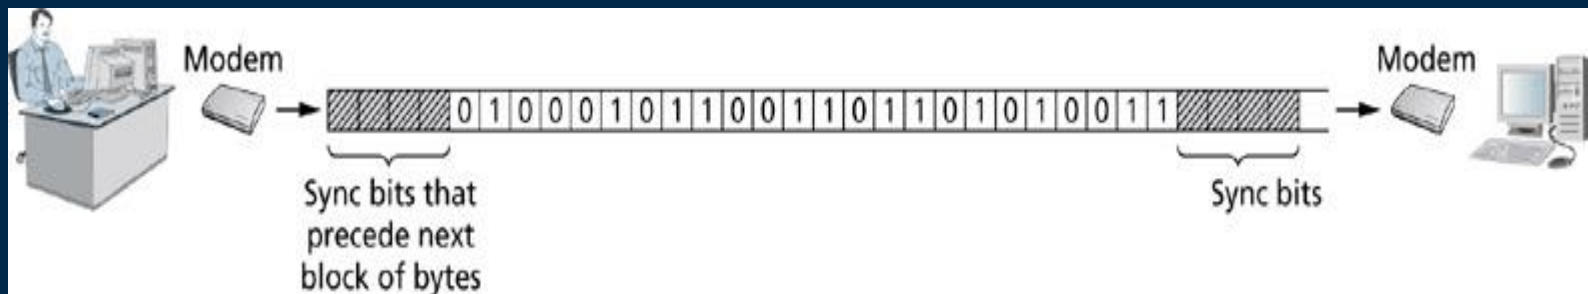 Modem
Modem
0 1 0 0 0 1 0 1 1 0 0 1 1 0 1 1 0 1 0 1 0 0 1 1
Sync bits that
precede next
block of bytes
Sync bits